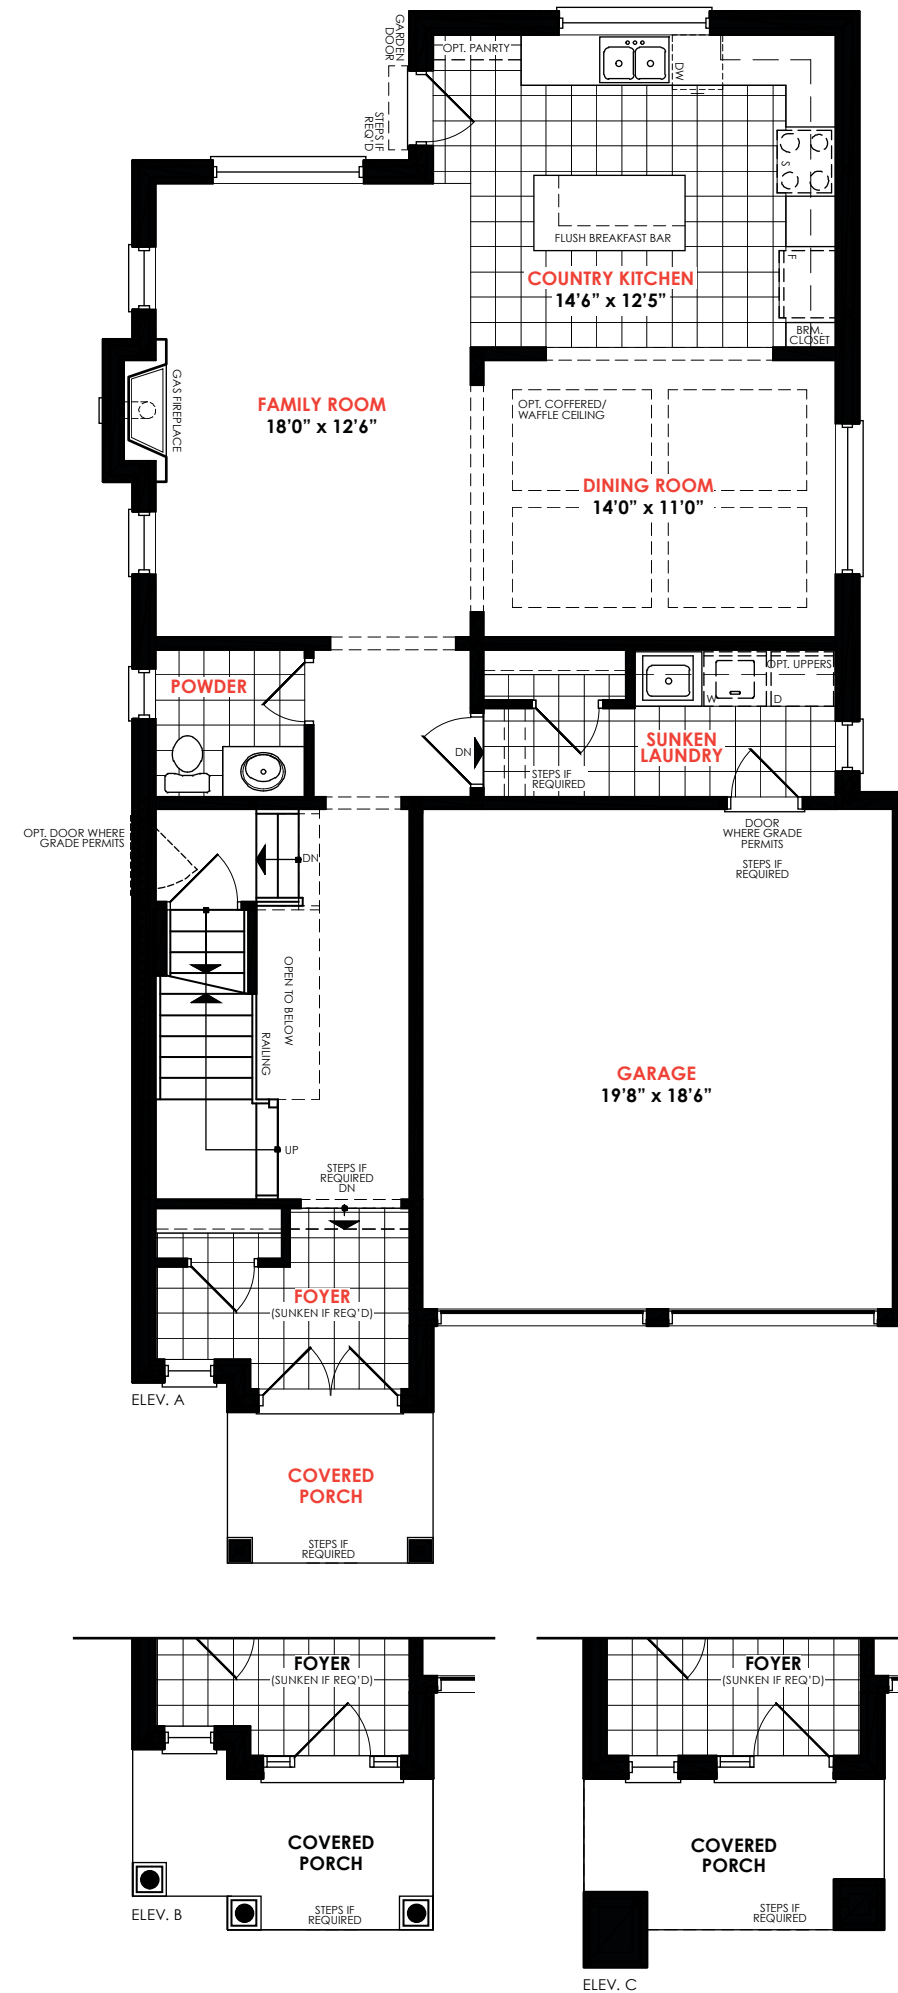 GARDEN
DOOR
OPT. PANRTY
DW
STEPS IF
REQ'D
S
FLUSH BREAKFAST BAR
F
COUNTRY KITCHEN
14'6” x 12'5”
BRM.
CLOSET
GAS FIREPLACE
FAMILY ROOM
18'0” x 12'6”
OPT. COFFERED/
WAFFLE CEILING
DINING ROOM
14'0” x 11'0”
POWDER
OPT. UPPERS
W
D
SUNKEN
LAUNDRY
DN
STEPS IF
REQUIRED
OPT. DOOR WHERE
GRADE PERMITS
DN
DOOR
WHERE GRADE
PERMITS
STEPS IF
REQUIRED
OPEN TO BELOW
RAILING
GARAGE
19'8” x 18'6”
UP
STEPS IF
REQUIRED
DN
FOYER
(SUNKEN IF REQ'D)
ELEV. A
COVERED
PORCH
STEPS IF
REQUIRED
FOYER
(SUNKEN IF REQ'D)
COVERED
PORCH
STEPS IF
REQUIRED
ELEV. B
FOYER
(SUNKEN IF REQ'D)
COVERED
PORCH
STEPS IF
REQUIRED
ELEV. C